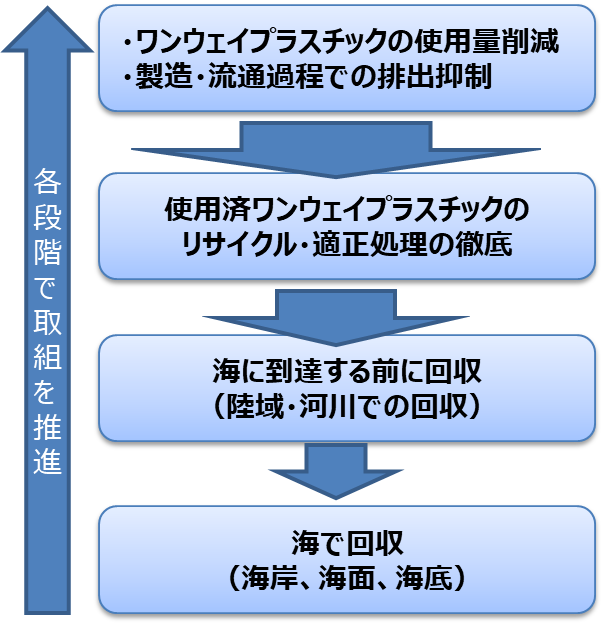 ・ワンウェイプラスチックの使用量削減
・製造・流通過程での排出抑制
使用済ワンウェイプラスチックの
リサイクル・適正処理の徹底
海に到達する前に回収
（陸域・河川での回収）
海で回収
（海岸、海面、海底）
各段階で取組を推進